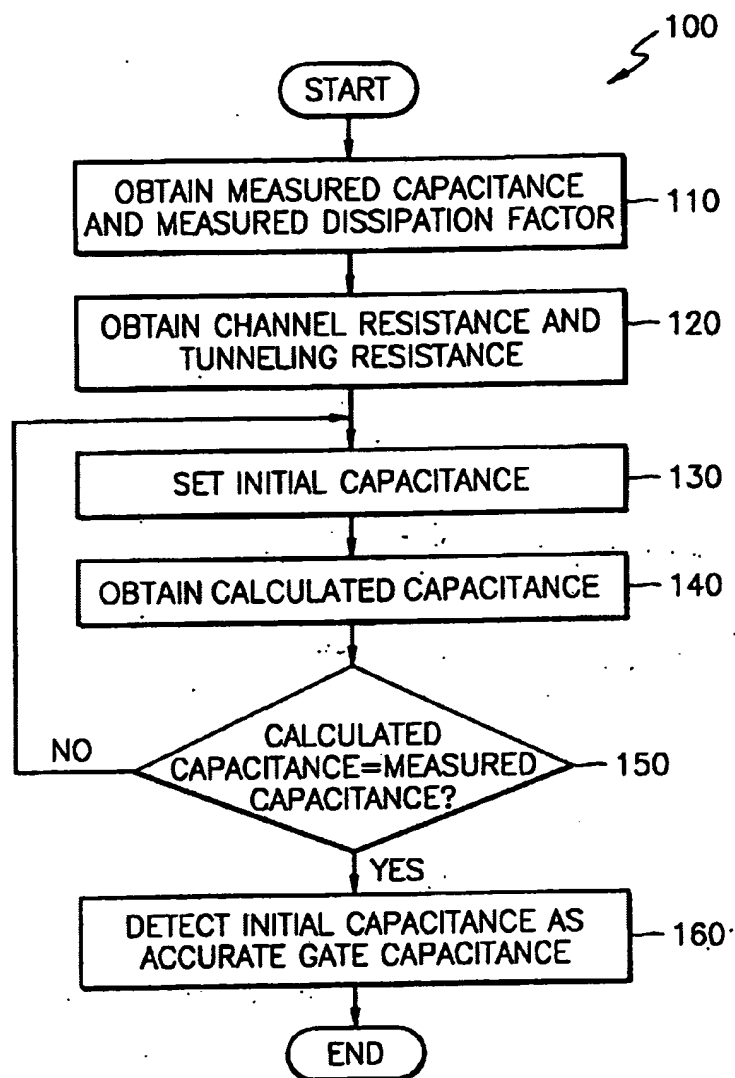 100
START
OBTAIN MEASURED CAPACITANCE
AND MEASURED DISSIPATION FACTOR
110
OBTAIN CHANNEL RESISTANCE AND
TUNNELING RESISTANCE
120
SET INITIAL CAPACITANCE
130
OBTAIN CALCULATED CAPACITANCE
140
CALCULATED
CAPACITANCE=MEASURED
CAPACITANCE?
150
NO
YES
DETECT INITIAL CAPACITANCE AS
ACCURATE GATE CAPACITANCE
160
END